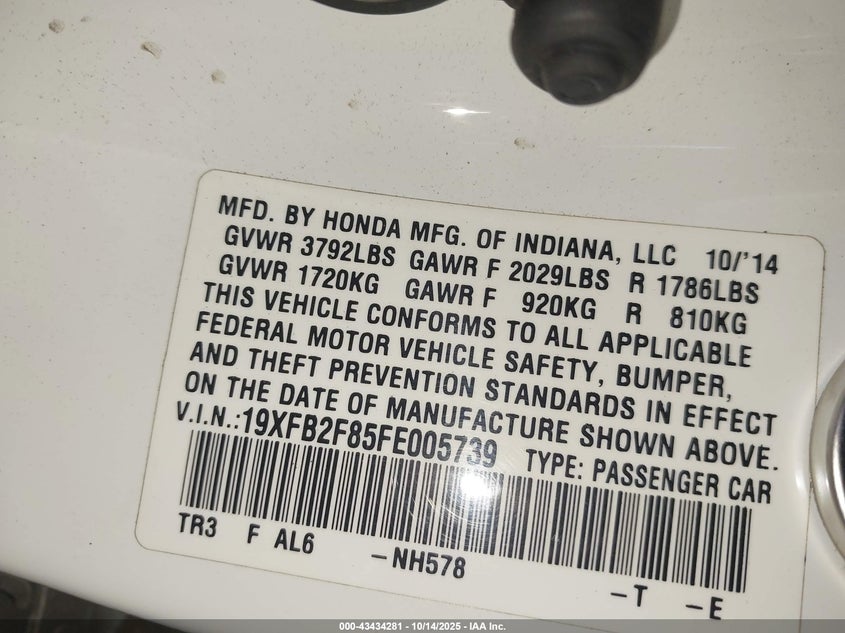 MFD. BY HONDA MFG. OF INDIANA, LLC 10/'14
GVWR 3792LBS GAWR F 2029LBS R 1786LBS
GVWR 1720KG GAWR F 920KG R 810KG
THIS VEHICLE CONFORMS TO ALL APPLICABLE
FEDERAL MOTOR VEHICLE SAFETY, BUMPER,
AND THEFT PREVENTION STANDARDS IN EFFECT
ON THE DATE OF MANUFACTURE SHOWN ABOVE.
V.I.N.:19XFB2F85FE005739 TYPE: PASSENGER CAR
TR3 F AL6 -NH578 -T -E
000-43434281 - 10/14/2025 - IAA Inc.